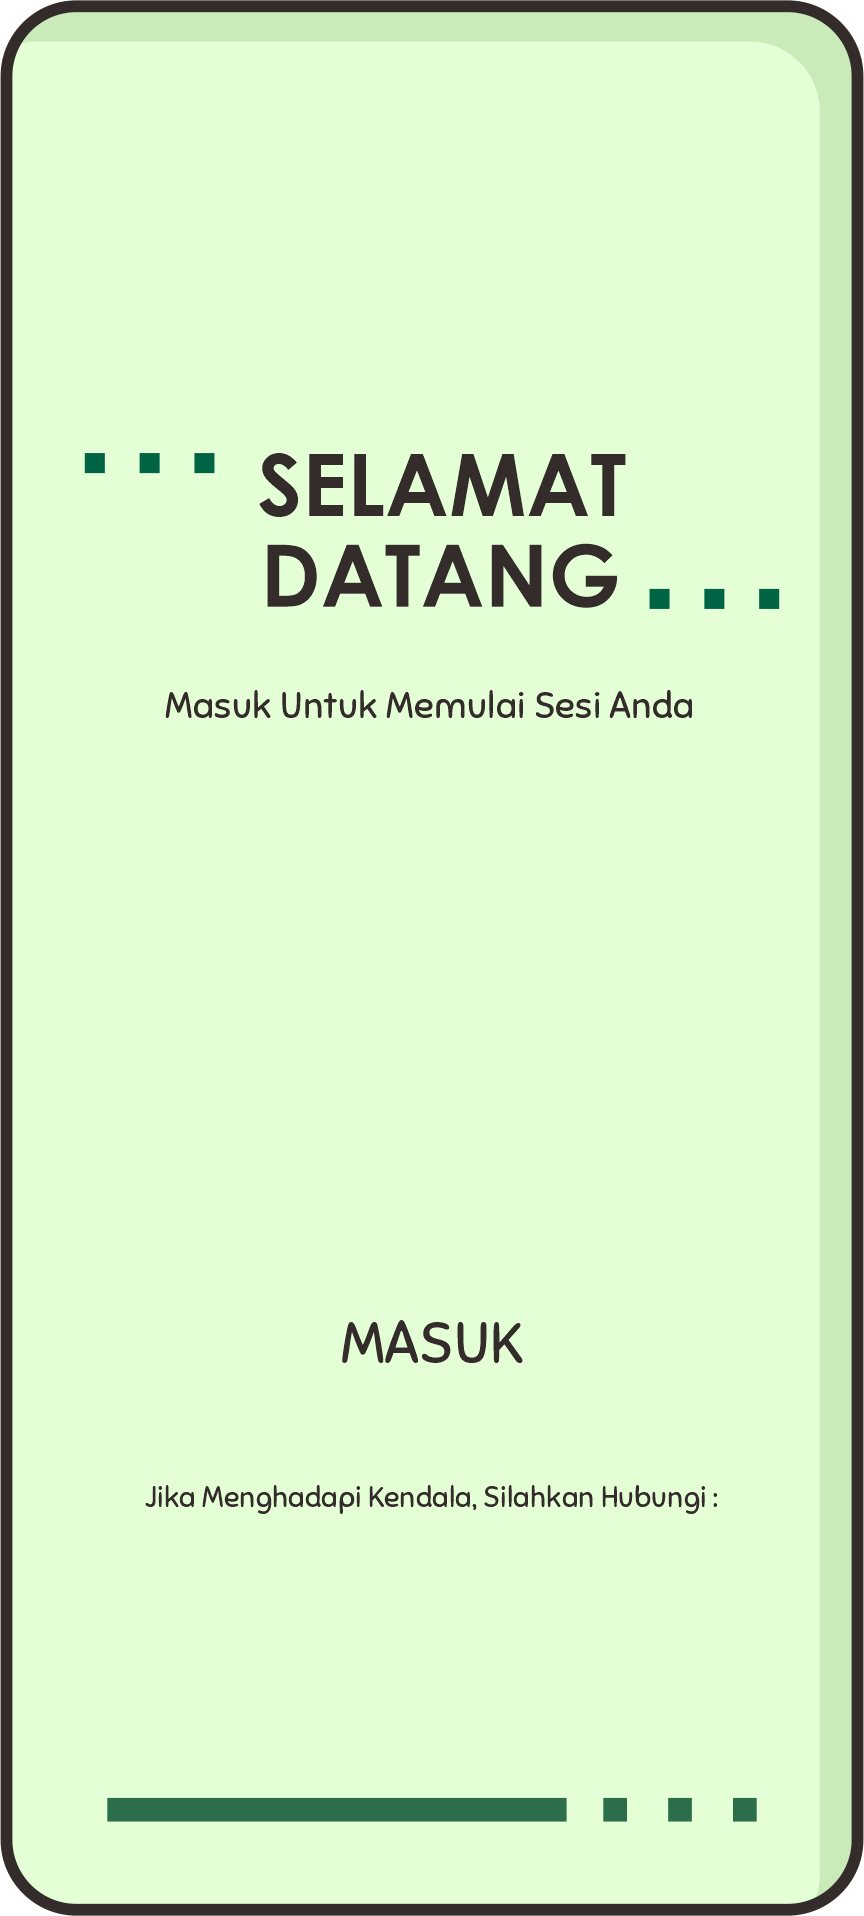 SELAMAT
DATANG
Masuk Untuk Memulai Sesi Anda
MASUK
Jika Menghadapi Kendala, Silahkan Hubungi :